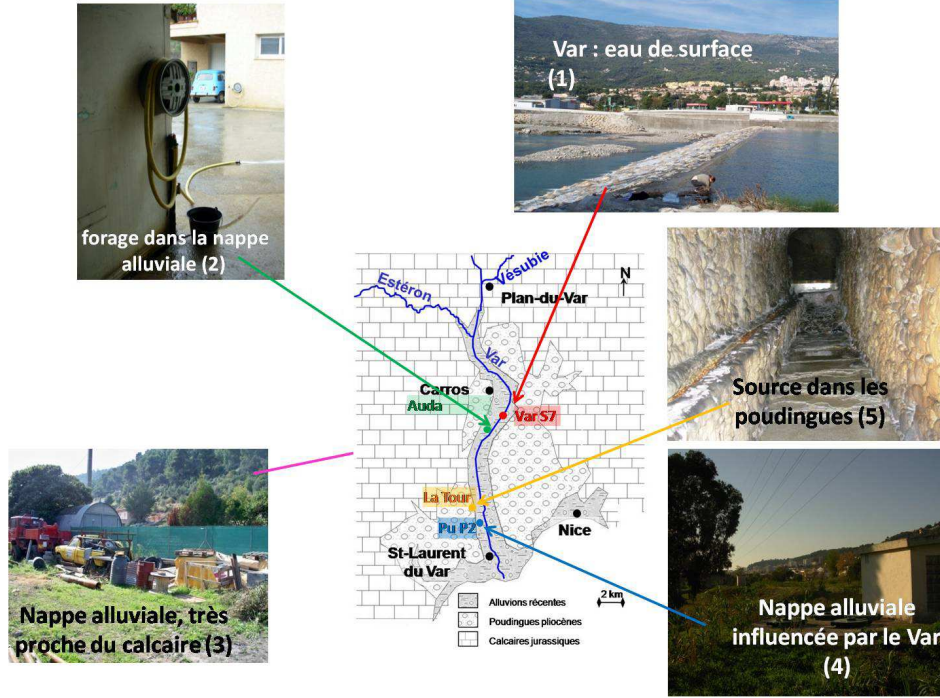 Var : eau de surface
(1)
forage dans la nappe
alluviale (2)
Estéron
Vésubie
N
Plan-du-Var
Var
Carros
Auda
Var S7
Source dans les
poudingues (5)
La Tour
Pu P2
Nice
St-Laurent
du Var
2 km
Alluvions récentes
Poudingues pliocènes
Calcaires jurassiques
Nappe alluviale, très
proche du calcaire (3)
Nappe alluviale
influencée par le Var
(4)